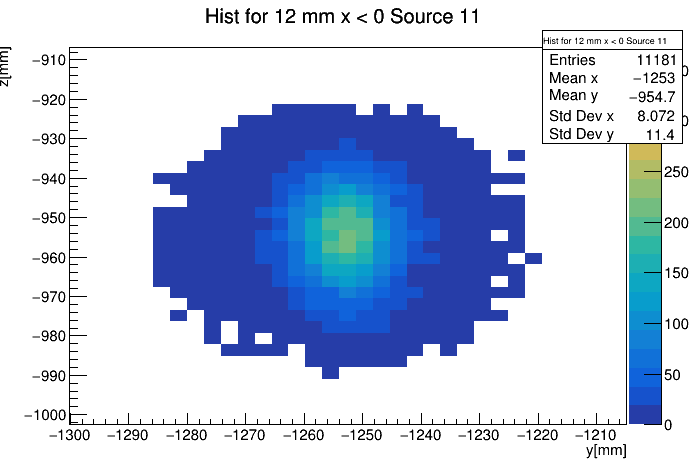 Hist for 12 mm x < 0 Source 11
z[mm]
Hist for 12 mm x < 0 Source 11
Entries 11181
Mean x −1253
Mean y −954.7
Std Dev x 8.072
Std Dev y 11.4
−910
−920
−930
−940
−950
−960
−970
−980
−990
−1000
−1300 −1290 −1280 −1270 −1260 −1250 −1240 −1230 −1220 −1210
y[mm]
250
200
150
100
50
0